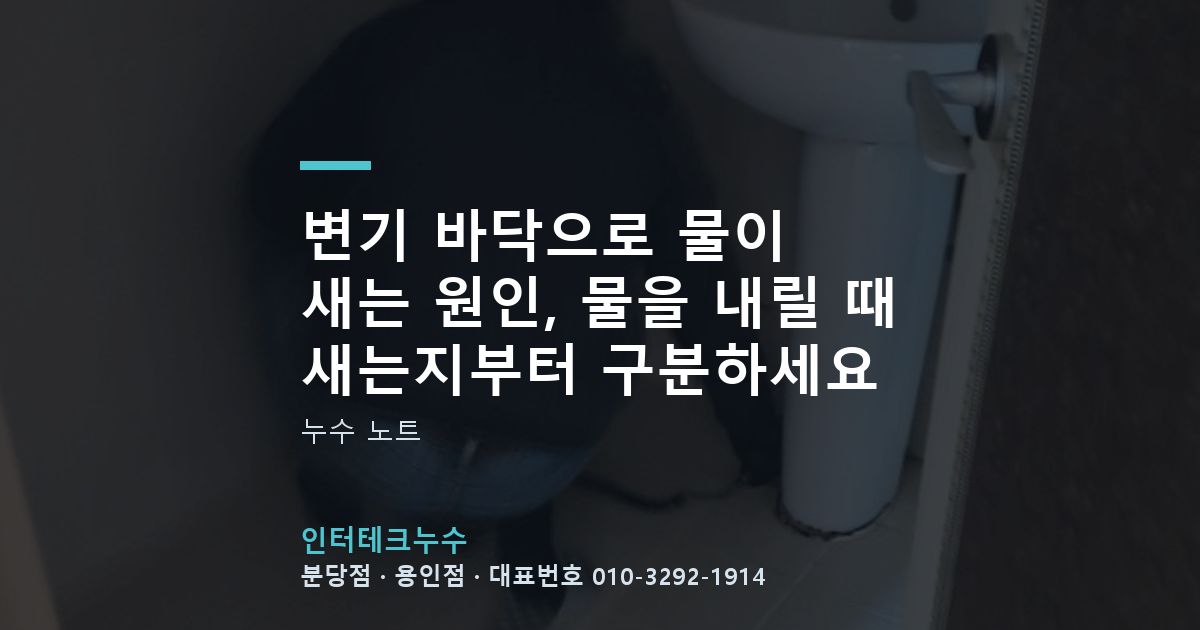 변기 바닥으로 물이
새는 원인, 물을 내릴 때
새는지부터 구분하세요
누수 노트
인터테크누수
분당점 · 용인점 · 대표번호 010-3292-1914